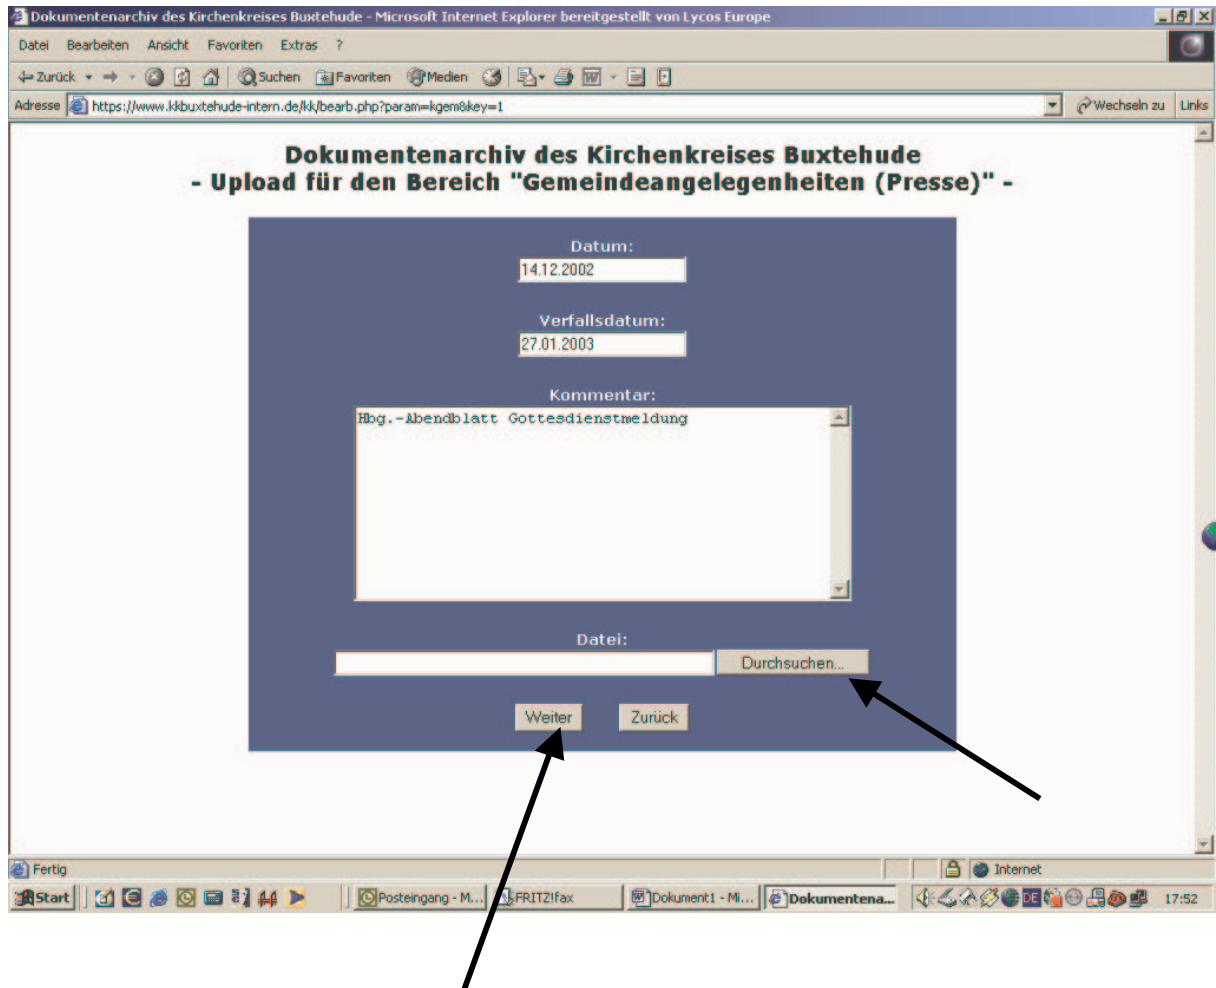 Dokumentenarchiv des Kirchenkreises Buxtehude - Microsoft Internet Explorer bereitgestellt von Lycos Europe
Datei Bearbeiten Ansicht Favoriten Extras ?
Zurück Suchen Favoriten Medien
Adresse https://www.kkbuxtehude-intern.de/kk/bearb.php?param=kgem&key=1 Wechseln zu Links
Dokumentenarchiv des Kirchenkreises Buxtehude
- Upload für den Bereich "Gemeindeangelegenheiten (Presse)" -
Datum:
14.12.2002
Verfallsdatum:
27.01.2003
Kommentar:
Hbg.-Abendblatt Gottesdienstmeldung
Datei:
Durchsuchen...
Weiter Zurück
Fertig Internet
Start Posteingang - M... FRITZ!fax Dokument1 - Mi... Dokumentena... DE 17:52